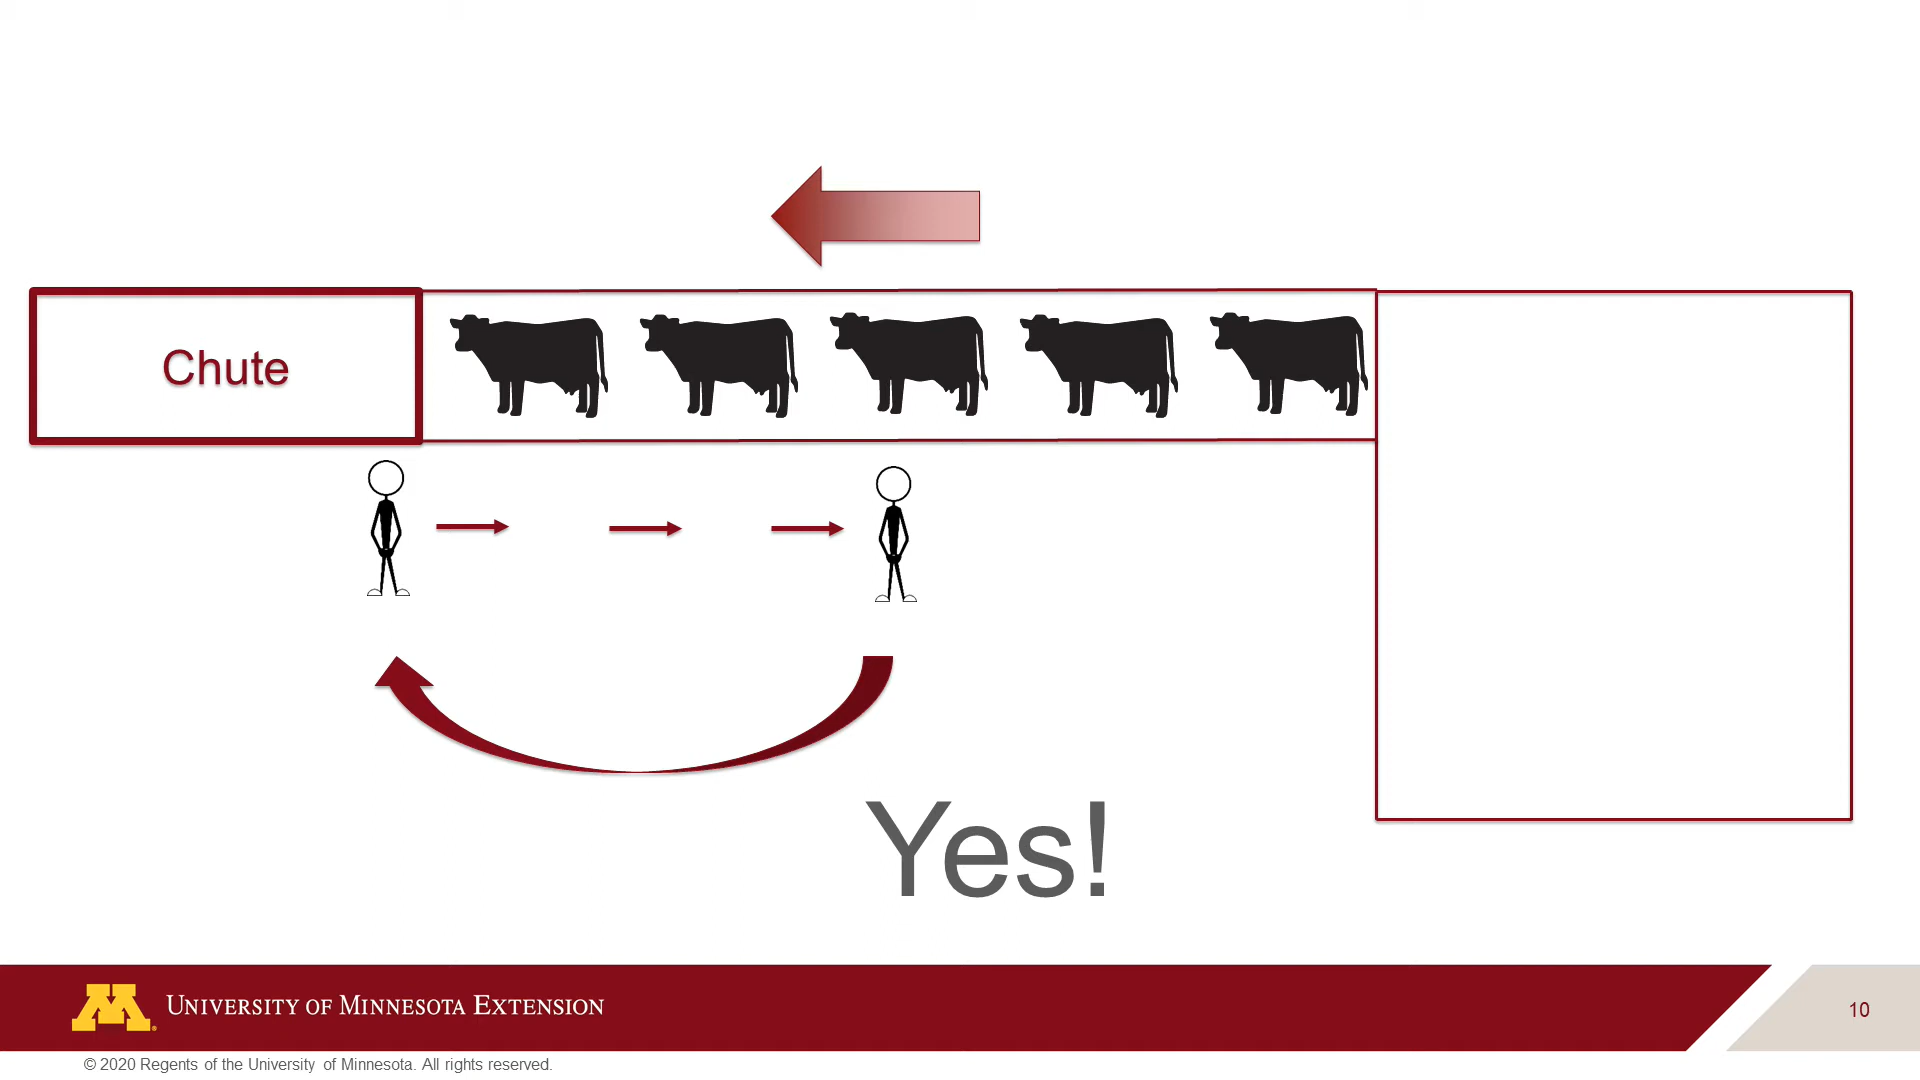 Chute
Yes!
UNIVERSITY OF MINNESOTA EXTENSION
10
© 2020 Regents of the University of Minnesota. All rights reserved.